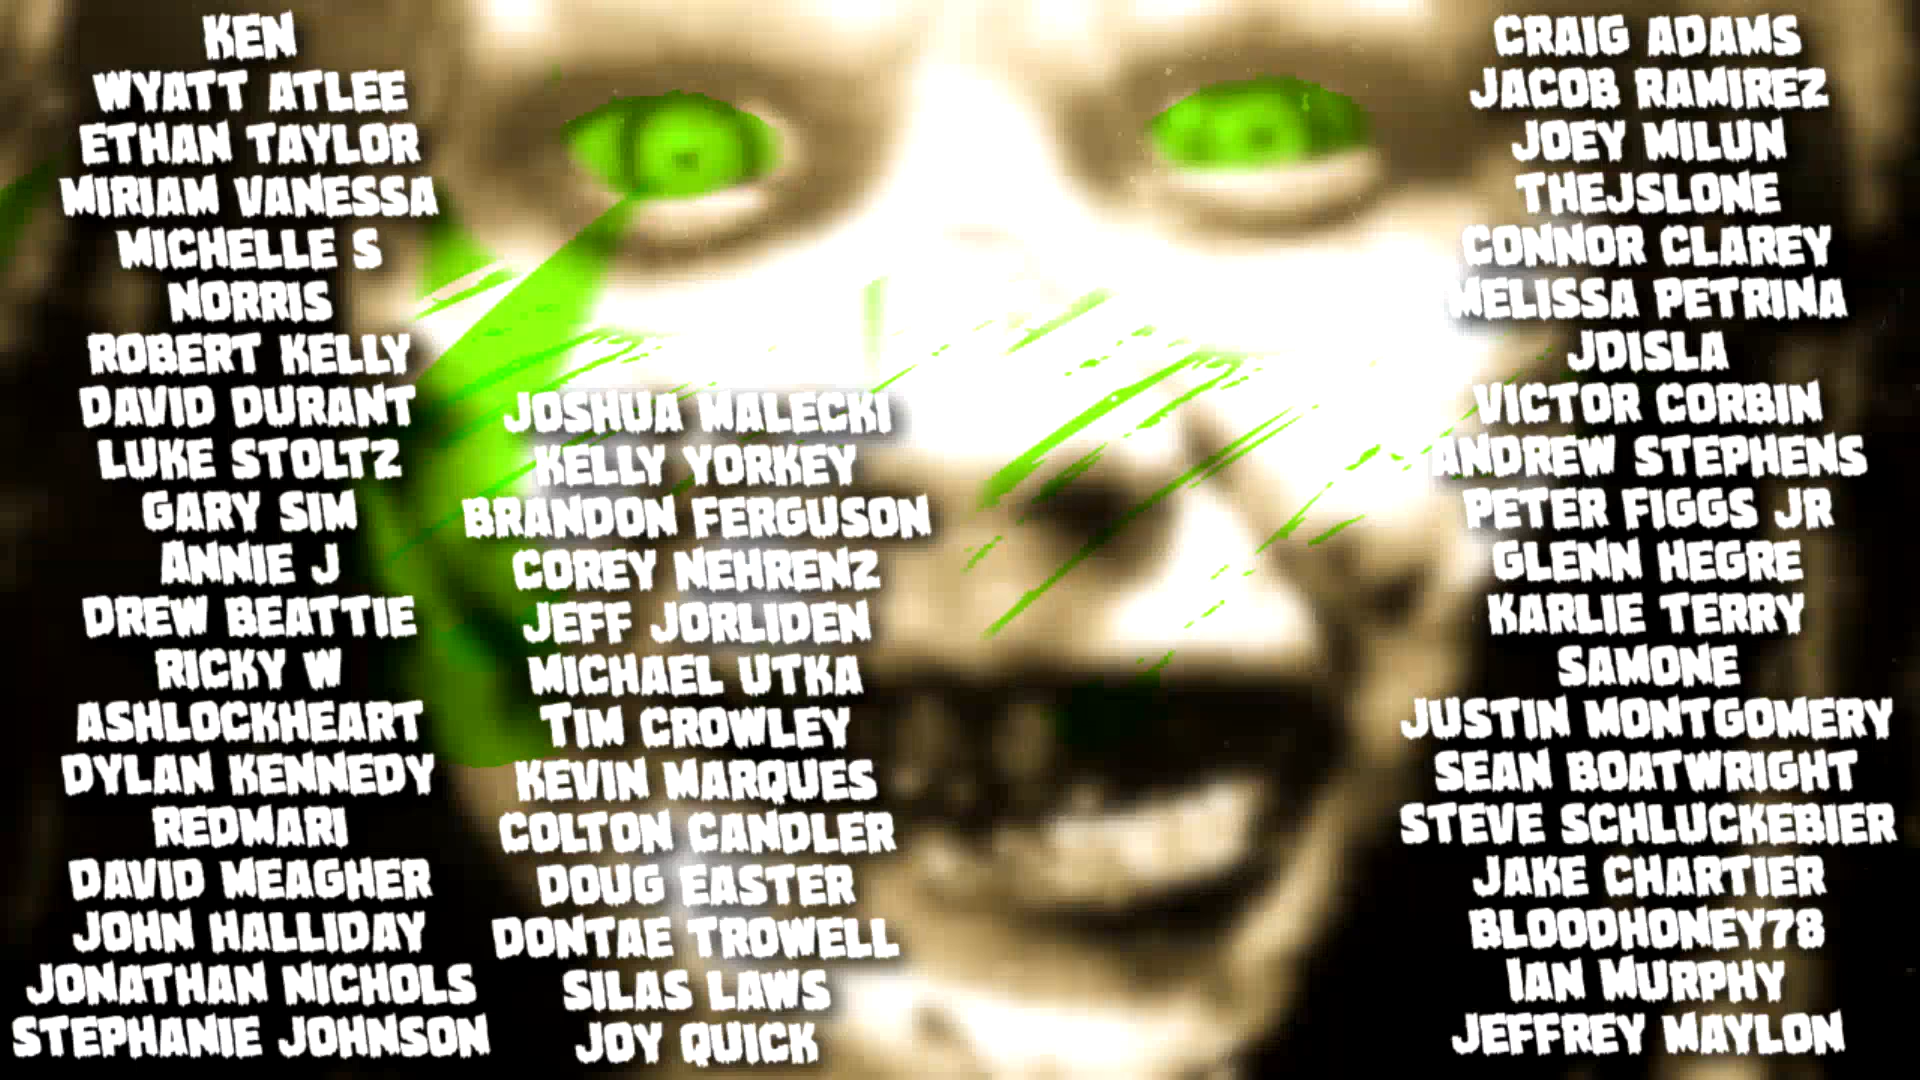 KEN
WYATT ATLEE
ETHAN TAYLOR
MIRIAM VANESSA
MICHELLE S
NORRIS
ROBERT KELLY
DAVID DURANT
LUKE STOLTZ
GARY SIM
ANNIE J
DREW BEATTIE
RICKY W
ASHLOCKHEART
DYLAN KENNEDY
REDMARI
DAVID MEAGHER
JOHN HALLIDAY
JONATHAN NICHOLS
STEPHANIE JOHNSON
JOSHUA MALECKI
KELLY YORKEY
BRANDON FERGUSON
COREY NEHRENZ
JEFF JORLIDEN
MICHAEL UTKA
TIM CROWLEY
KEVIN MARQUES
COLTON CANDLER
DOUG EASTER
DONTAE TROWELL
SILAS LAWS
JOY QUICK
CRAIG ADAMS
JACOB RAMIREZ
JOEY MILUN
THEJSLONE
CONNOR CLAREY
MELISSA PETRINA
JDISLA
VICTOR CORBIN
ANDREW STEPHENS
PETER FIGGS JR
GLENN HEGRE
KARLIE TERRY
SAMONE
JUSTIN MONTGOMERY
SEAN BOATWRIGHT
STEVE SCHLUCKEBIER
JAKE CHARTIER
BLOODHONEY78
IAN MURPHY
JEFFREY MAYLON